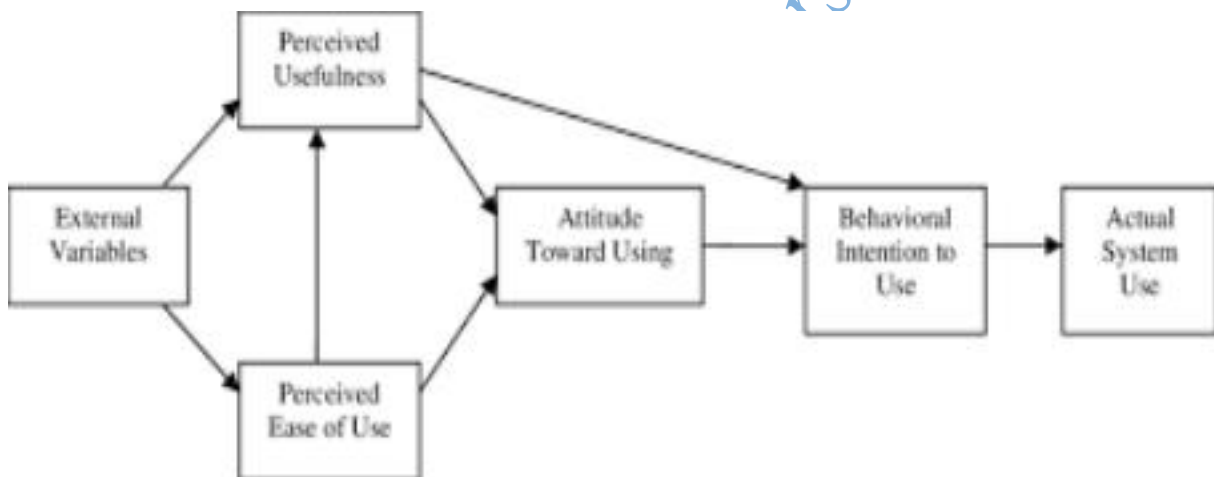 Perceived
Usefulness
External
Variables
Attitude
Toward Using
Behavioral
Intention to
Use
Actual
System
Use
Perceived
Ease of Use